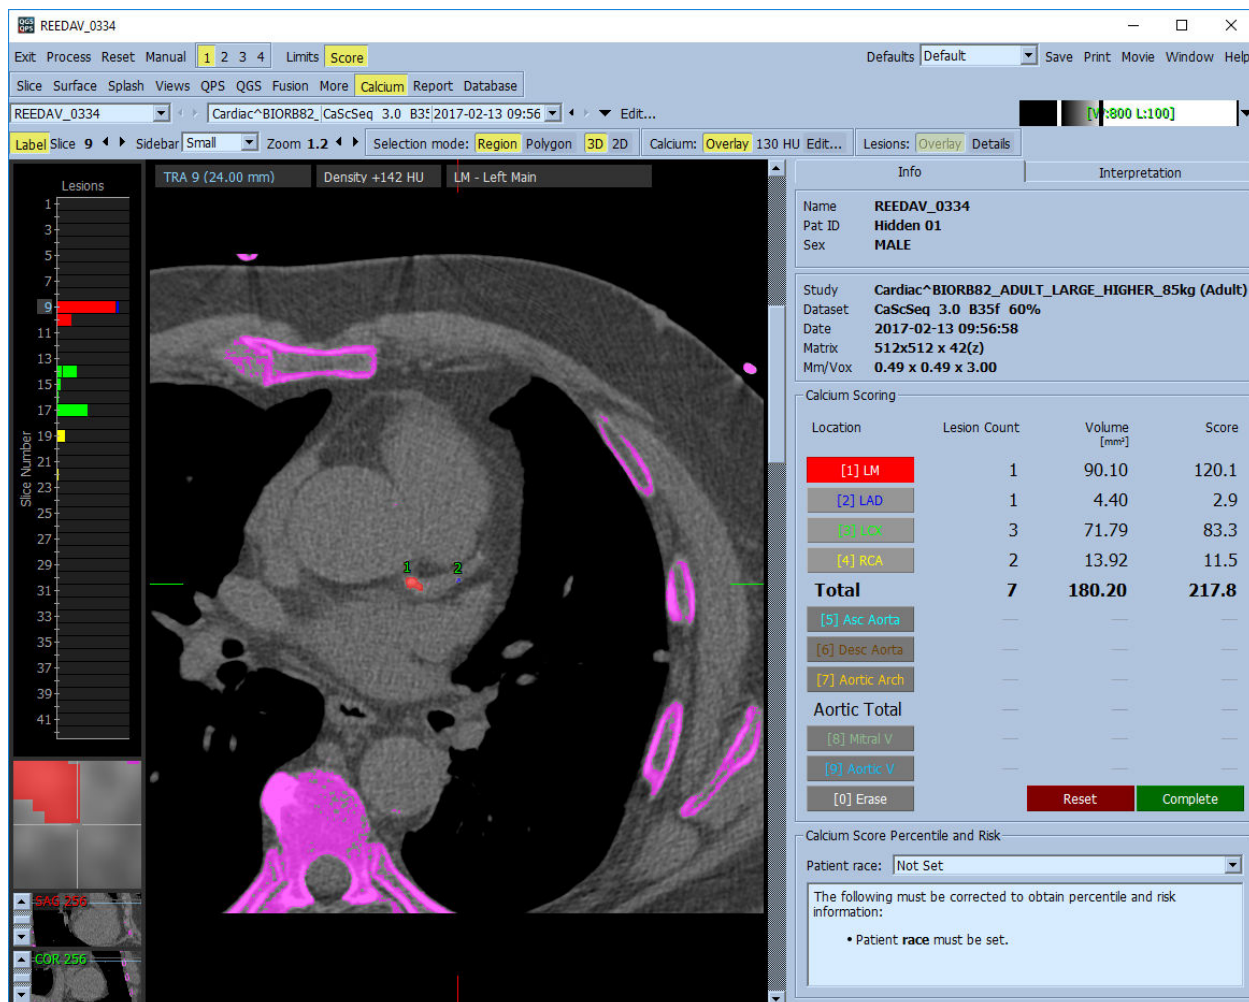 QGS QPS REEDAV_0334
Exit Process Reset Manual 1 2 3 4 Limits Score Defaults Default Save Print Movie Window Help
Slice Surface Splash Views QPS QGS Fusion More Calcium Report Database
REEDAV_0334 Cardiac^BIORB82_ CaScSeq 3.0 B35f 2017-02-13 09:56 Edit... [W:800 L:100]
Label Slice 9 Sidebar Small Zoom 1.2 Selection mode: Region Polygon 3D 2D Calcium: Overlay 130 HU Edit... Lesions: Overlay Details
Lesions
TRA 9 (24.00 mm) Density +142 HU LM - Left Main
Slice Number
1
3
5
7
9
11
13
15
17
19
21
23
25
27
29
31
33
35
37
39
41
1 2
SAG 256
COR 256
Info Interpretation
Name REEDAV_0334
Pat ID Hidden 01
Sex MALE
Study Cardiac^BIORB82_ADULT_LARGE_HIGHER_85kg (Adult)
Dataset CaScSeq 3.0 B35f 60%
Date 2017-02-13 09:56:58
Matrix 512x512 x 42(z)
Mm/Vox 0.49 x 0.49 x 3.00
Calcium Scoring
Location Lesion Count Volume Score
[mm³]
[1] LM 1 90.10 120.1
[2] LAD 1 4.40 2.9
[3] LCX 3 71.79 83.3
[4] RCA 2 13.92 11.5
Total 7 180.20 217.8
[5] Asc Aorta — — —
[6] Desc Aorta — — —
[7] Aortic Arch — — —
Aortic Total — — —
[8] Mitral V — — —
[9] Aortic V — — —
[0] Erase Reset Complete
Calcium Score Percentile and Risk
Patient race: Not Set
The following must be corrected to obtain percentile and risk
information:
• Patient race must be set.